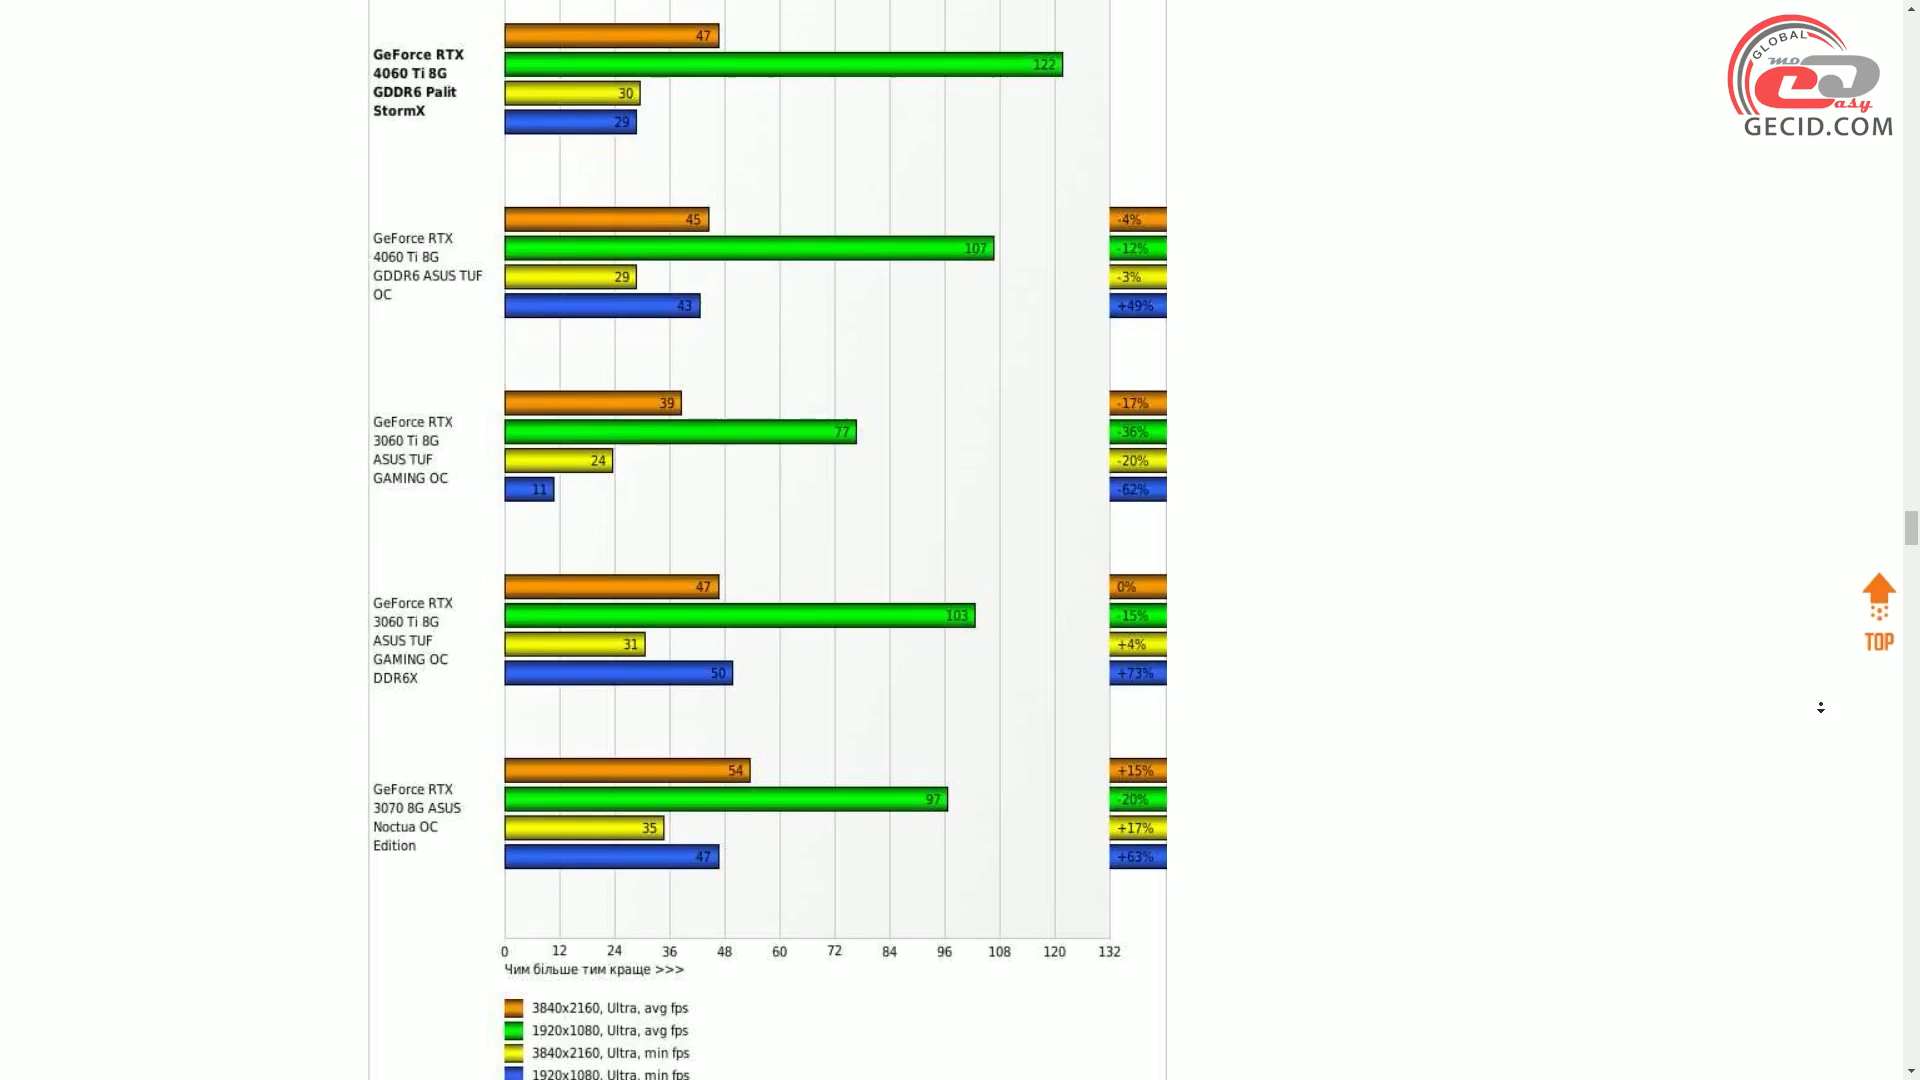 47
122
30
29
GeForce RTX
4060 Ti 8G
GDDR6 Palit
StormX
45
107
29
43
-4%
-12%
-3%
+49%
GeForce RTX
4060 Ti 8G
GDDR6 ASUS TUF
OC
39
77
24
11
-17%
-36%
-20%
-62%
GeForce RTX
3060 Ti 8G
ASUS TUF
GAMING OC
47
103
31
50
0%
-15%
+4%
+73%
GeForce RTX
3060 Ti 8G
ASUS TUF
GAMING OC
DDR6X
54
97
35
47
+15%
-20%
+17%
+63%
GeForce RTX
3070 8G ASUS
Noctua OC
Edition
0 12 24 36 48 60 72 84 96 108 120 132
Чим більше тим краще >>>
3840x2160, Ultra, avg fps
1920x1080, Ultra, avg fps
3840x2160, Ultra, min fps
1920x1080, Ultra, min fps
GLOBAL
mo
easy
GECID.COM
TOP